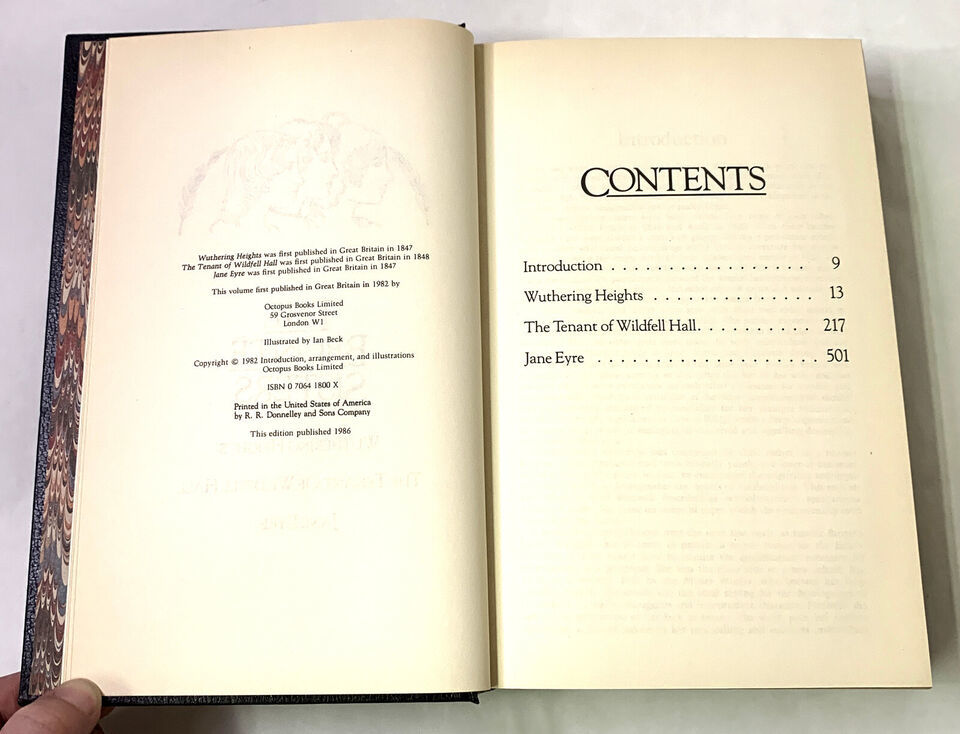 Wuthering Heights was first published in Great Britain in 1847
The Tenant of Wildfell Hall was first published in Great Britain in 1848
Jane Eyre was first published in Great Britain in 1847
This volume first published in Great Britain in 1982 by
Octopus Books Limited
59 Grosvenor Street
London W1
Illustrated by Ian Beck
Copyright © 1982 Introduction, arrangement, and illustrations
Octopus Books Limited
ISBN 0 7064 1800 X
Printed in the United States of America
by R. R. Donnelley and Sons Company
This edition published 1986
CONTENTS
Introduction . . . . . . . . . . . . . . . . . . 9
Wuthering Heights . . . . . . . . . . . . . . . 13
The Tenant of Wildfell Hall. . . . . . . . . . 217
Jane Eyre . . . . . . . . . . . . . . . . . . . . 501